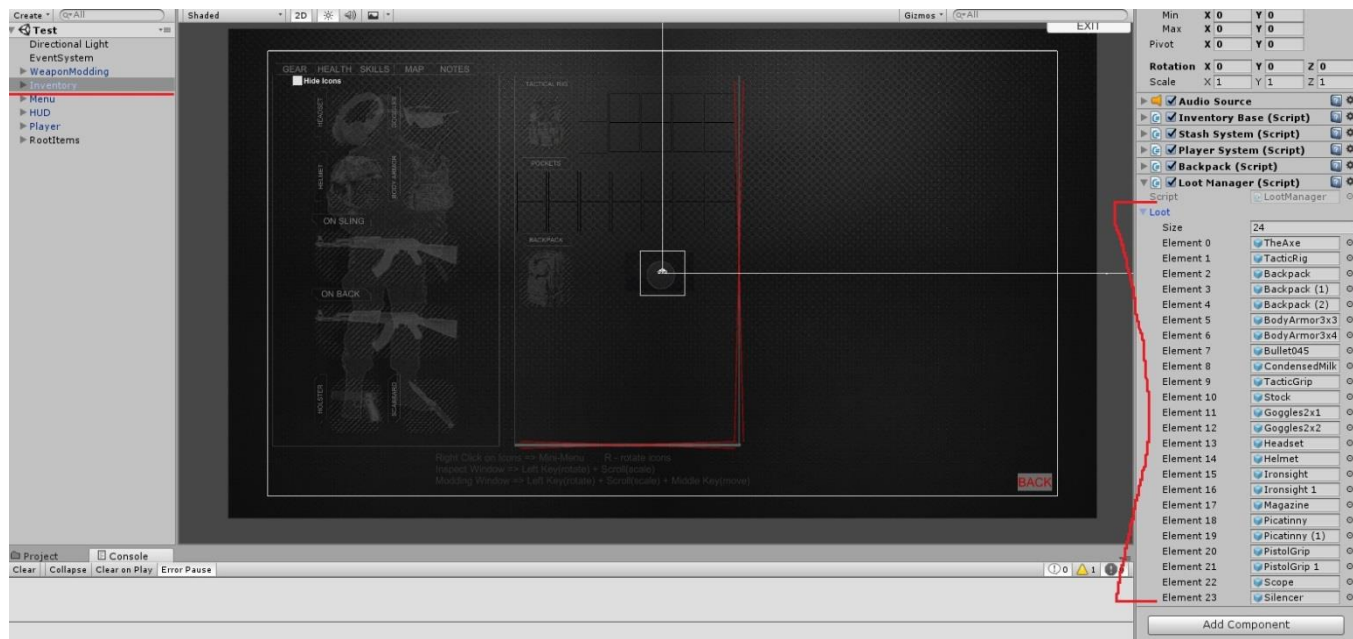 Create
All
Test
Directional Light
EventSystem
WeaponModding
Inventory
Menu
HUD
Player
RootItems
Shaded
2D
Gizmos
All
EXIT
GEAR HEALTH SKILLS MAP NOTES
Hide Icons
HEADSET
GOGGLES
HELMET
BODY ARMOR
ON SLING
ON BACK
HOLSTER
SCABBARD
TACTICAL RIG
POCKETS
BACKPACK
Right Click on Icons => Mini-Menu R - rotate icons
Inspect Window => Left Key(rotate) + Scroll(scale)
Modding Window => Left Key(rotate) + Scroll(scale) + Middle Key(move)
BACK
Project Console
Clear Collapse Clear on Play Error Pause
0 1
Min X 0 Y 0
Max X 0 Y 0
Pivot X 0 Y 0
Rotation X 0 Y 0 Z 0
Scale X 1 Y 1 Z 1
Audio Source
Inventory Base (Script)
Stash System (Script)
Player System (Script)
Backpack (Script)
Loot Manager (Script)
Script LootManager
Loot
Size 24
Element 0 TheAxe
Element 1 TacticRig
Element 2 Backpack
Element 3 Backpack (1)
Element 4 Backpack (2)
Element 5 BodyArmor3x3
Element 6 BodyArmor3x4
Element 7 Bullet045
Element 8 CondensedMilk
Element 9 TacticGrip
Element 10 Stock
Element 11 Goggles2x1
Element 12 Goggles2x2
Element 13 Headset
Element 14 Helmet
Element 15 Ironsight
Element 16 Ironsight 1
Element 17 Magazine
Element 18 Picatinny
Element 19 Picatinny (1)
Element 20 PistolGrip
Element 21 PistolGrip 1
Element 22 Scope
Element 23 Silencer
Add Component